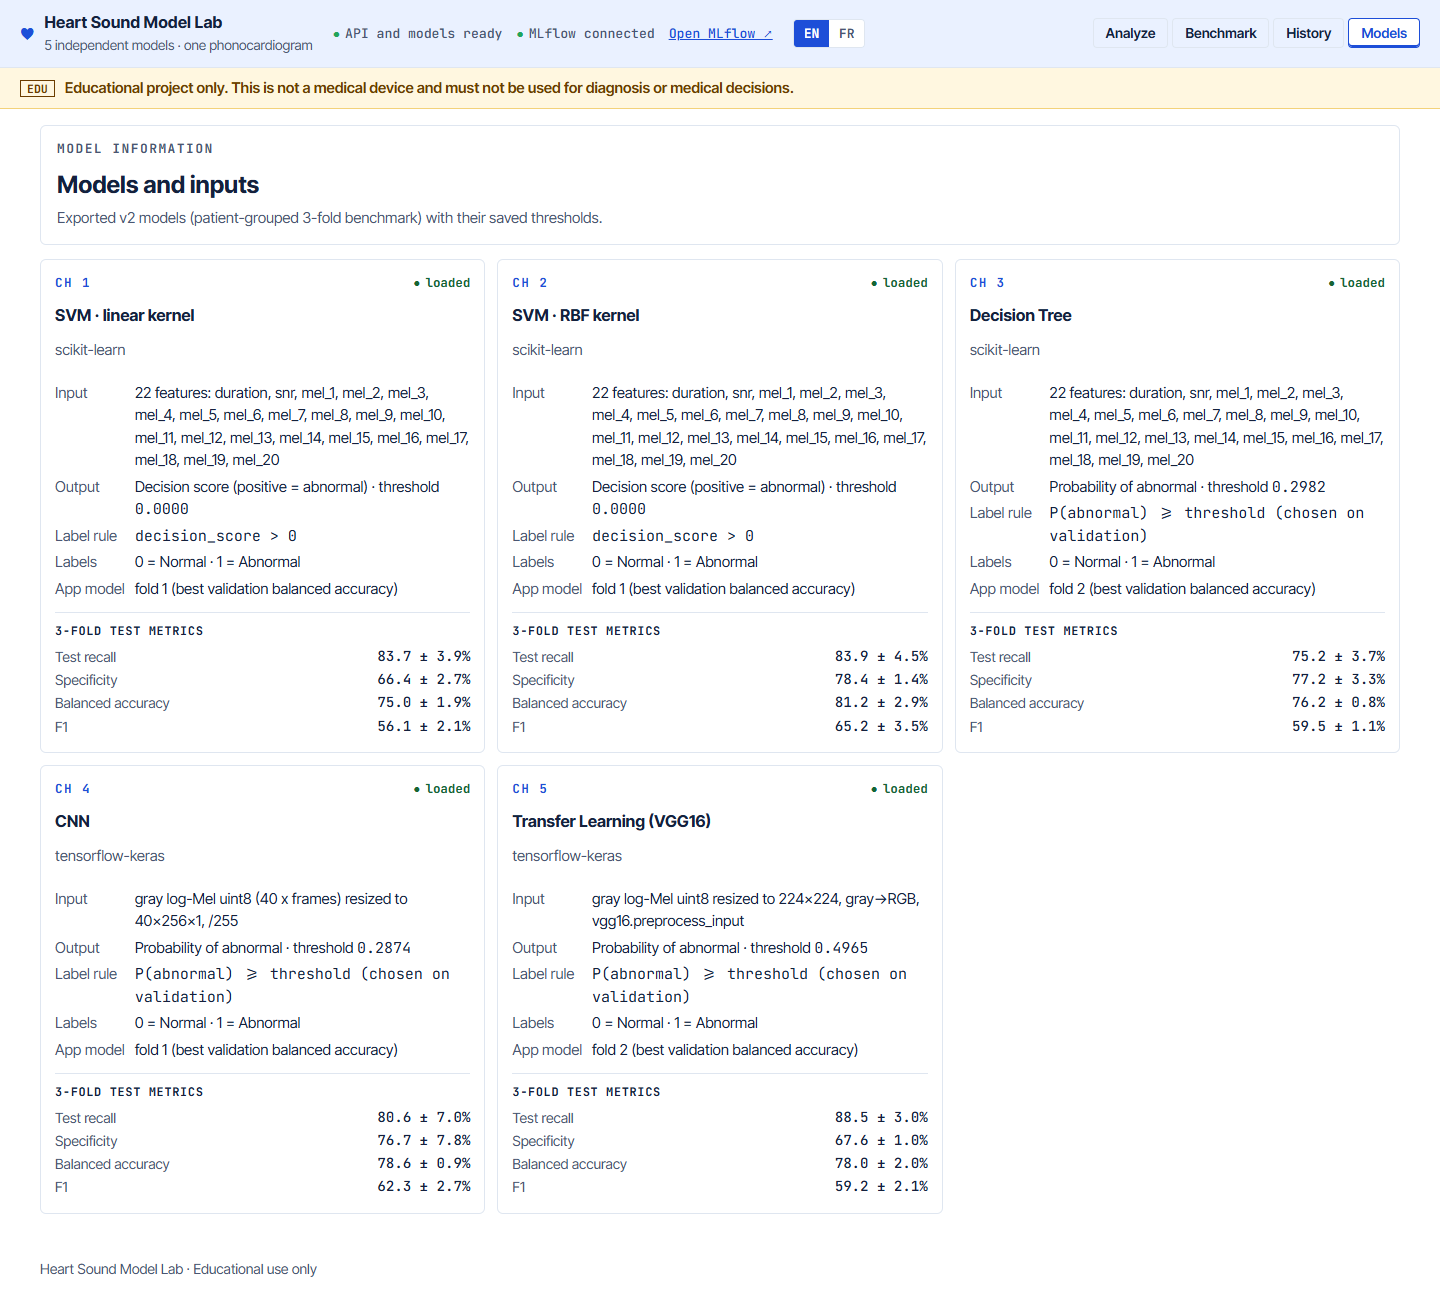 Heart Sound Model Lab
5 independent models · one phonocardiogram
● API and models ready
● MLflow connected
Open MLflow ↗
EN FR
Analyze
Benchmark
History
Models
EDU Educational project only. This is not a medical device and must not be used for diagnosis or medical decisions.
MODEL INFORMATION
Models and inputs
Exported v2 models (patient-grouped 3-fold benchmark) with their saved thresholds.
CH 1 ● loaded
SVM · linear kernel
scikit-learn
Input 22 features: duration, snr, mel_1, mel_2, mel_3,
mel_4, mel_5, mel_6, mel_7, mel_8, mel_9, mel_10,
mel_11, mel_12, mel_13, mel_14, mel_15, mel_16, mel_17,
mel_18, mel_19, mel_20
Output Decision score (positive = abnormal) · threshold
0.0000
Label rule decision_score > 0
Labels 0 = Normal · 1 = Abnormal
App model fold 1 (best validation balanced accuracy)
3-FOLD TEST METRICS
Test recall 83.7 ± 3.9%
Specificity 66.4 ± 2.7%
Balanced accuracy 75.0 ± 1.9%
F1 56.1 ± 2.1%
CH 2 ● loaded
SVM · RBF kernel
scikit-learn
Input 22 features: duration, snr, mel_1, mel_2, mel_3,
mel_4, mel_5, mel_6, mel_7, mel_8, mel_9, mel_10,
mel_11, mel_12, mel_13, mel_14, mel_15, mel_16, mel_17,
mel_18, mel_19, mel_20
Output Decision score (positive = abnormal) · threshold
0.0000
Label rule decision_score > 0
Labels 0 = Normal · 1 = Abnormal
App model fold 1 (best validation balanced accuracy)
3-FOLD TEST METRICS
Test recall 83.9 ± 4.5%
Specificity 78.4 ± 1.4%
Balanced accuracy 81.2 ± 2.9%
F1 65.2 ± 3.5%
CH 3 ● loaded
Decision Tree
scikit-learn
Input 22 features: duration, snr, mel_1, mel_2, mel_3,
mel_4, mel_5, mel_6, mel_7, mel_8, mel_9, mel_10,
mel_11, mel_12, mel_13, mel_14, mel_15, mel_16, mel_17,
mel_18, mel_19, mel_20
Output Probability of abnormal · threshold 0.2982
Label rule P(abnormal) ⩾ threshold (chosen on
validation)
Labels 0 = Normal · 1 = Abnormal
App model fold 2 (best validation balanced accuracy)
3-FOLD TEST METRICS
Test recall 75.2 ± 3.7%
Specificity 77.2 ± 3.3%
Balanced accuracy 76.2 ± 0.8%
F1 59.5 ± 1.1%
CH 4 ● loaded
CNN
tensorflow-keras
Input gray log-Mel uint8 (40 x frames) resized to
40×256×1, /255
Output Probability of abnormal · threshold 0.2874
Label rule P(abnormal) ⩾ threshold (chosen on
validation)
Labels 0 = Normal · 1 = Abnormal
App model fold 1 (best validation balanced accuracy)
3-FOLD TEST METRICS
Test recall 80.6 ± 7.0%
Specificity 76.7 ± 7.8%
Balanced accuracy 78.6 ± 0.9%
F1 62.3 ± 2.7%
CH 5 ● loaded
Transfer Learning (VGG16)
tensorflow-keras
Input gray log-Mel uint8 resized to 224×224, gray→RGB,
vgg16.preprocess_input
Output Probability of abnormal · threshold 0.4965
Label rule P(abnormal) ⩾ threshold (chosen on
validation)
Labels 0 = Normal · 1 = Abnormal
App model fold 2 (best validation balanced accuracy)
3-FOLD TEST METRICS
Test recall 88.5 ± 3.0%
Specificity 67.6 ± 1.0%
Balanced accuracy 78.0 ± 2.0%
F1 59.2 ± 2.1%
Heart Sound Model Lab · Educational use only